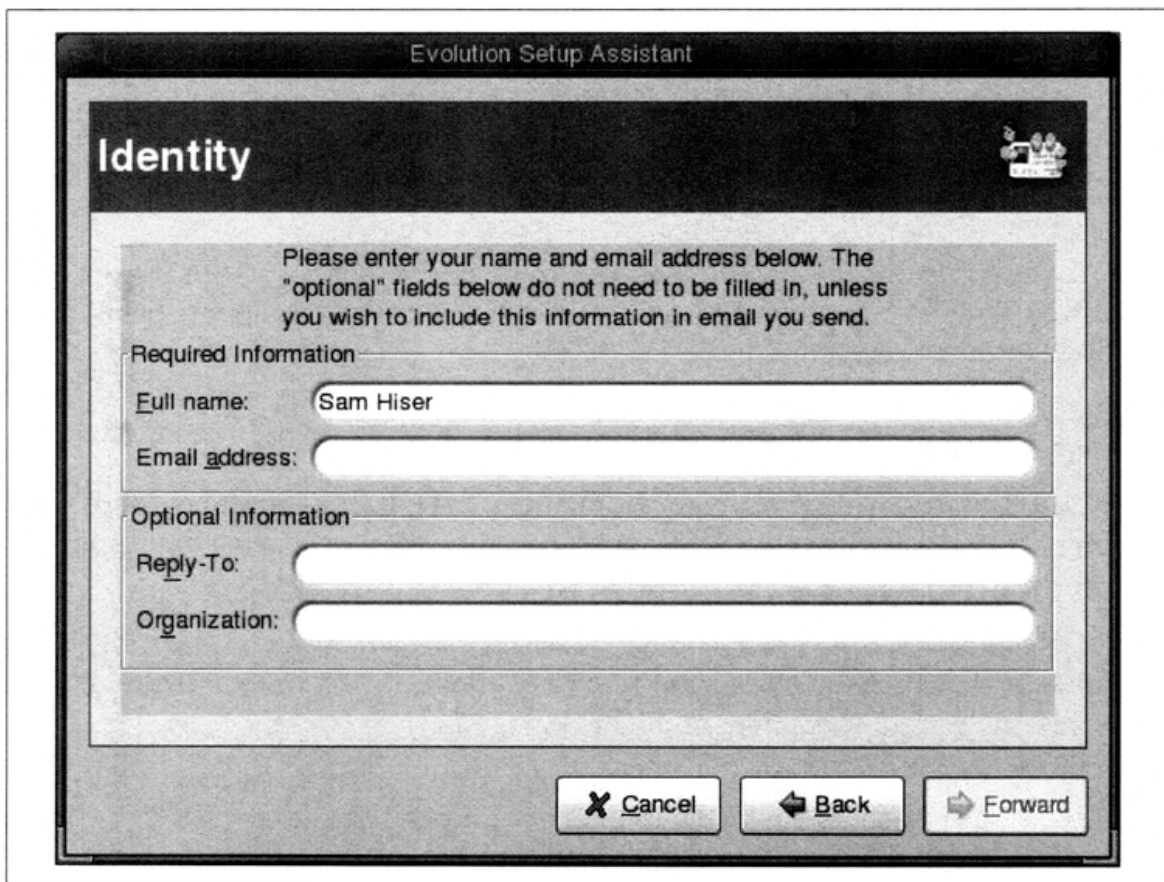 Evolution Setup Assistant
Identity
Please enter your name and email address below. The
"optional" fields below do not need to be filled in, unless
you wish to include this information in email you send.
Required Information
Full name: Sam Hiser
Email address:
Optional Information
Reply-To:
Organization:
Cancel Back Forward